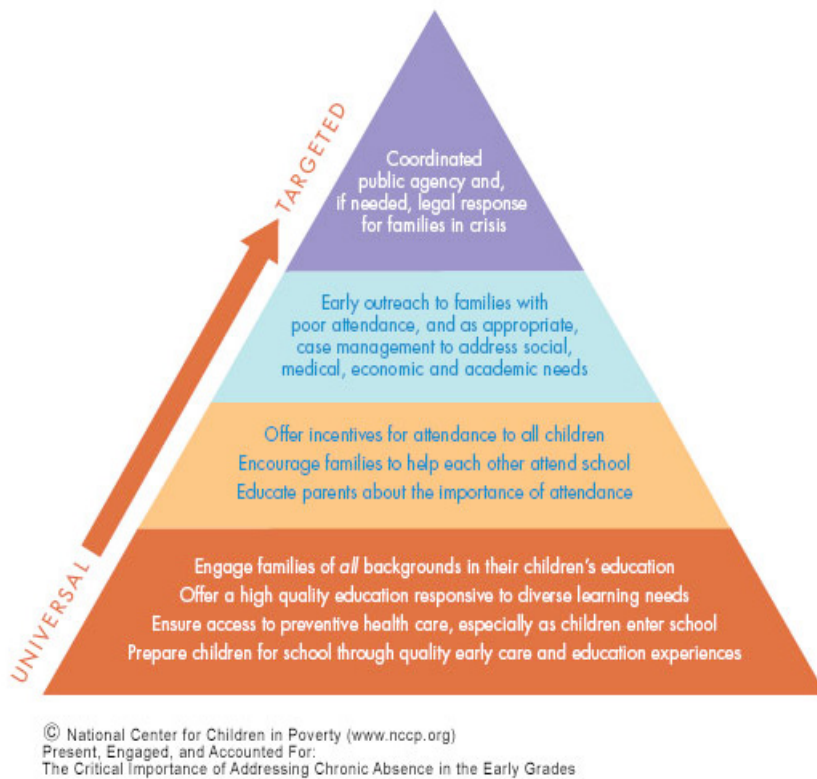 TARGETED
Coordinated
public agency and,
if needed, legal response
for families in crisis
Early outreach to families with
poor attendance, and as appropriate,
case management to address social,
medical, economic and academic needs
Offer incentives for attendance to all children
Encourage families to help each other attend school
Educate parents about the importance of attendance
UNIVERSAL
Engage families of all backgrounds in their children's education
Offer a high quality education responsive to diverse learning needs
Ensure access to preventive health care, especially as children enter school
Prepare children for school through quality early care and education experiences
© National Center for Children in Poverty (www.nccp.org)
Present, Engaged, and Accounted For:
The Critical Importance of Addressing Chronic Absence in the Early Grades